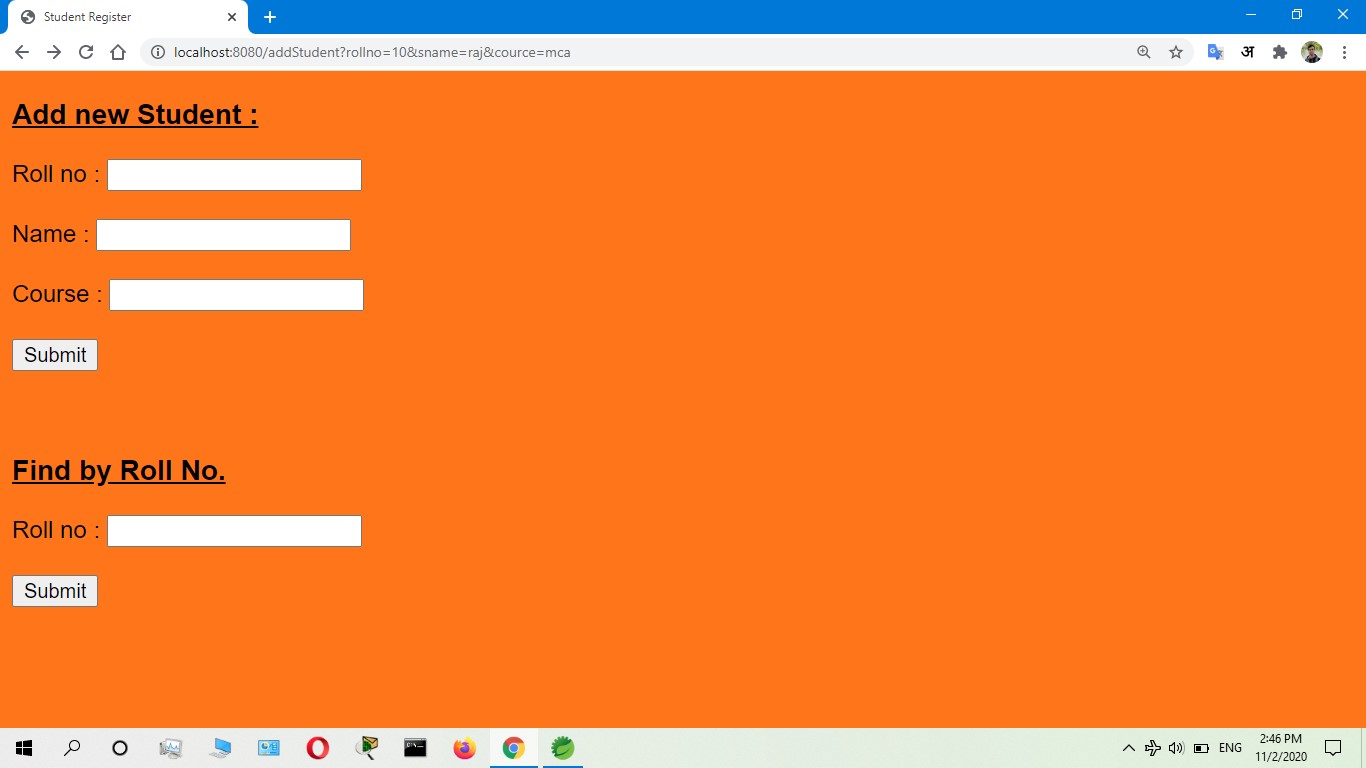 Student Register
localhost:8080/addStudent?rollno=10&sname=raj&cource=mca
अ
Add new Student :
Roll no :
Name :
Course :
Submit
Find by Roll No.
Roll no :
Submit
ENG
2:46 PM
11/2/2020